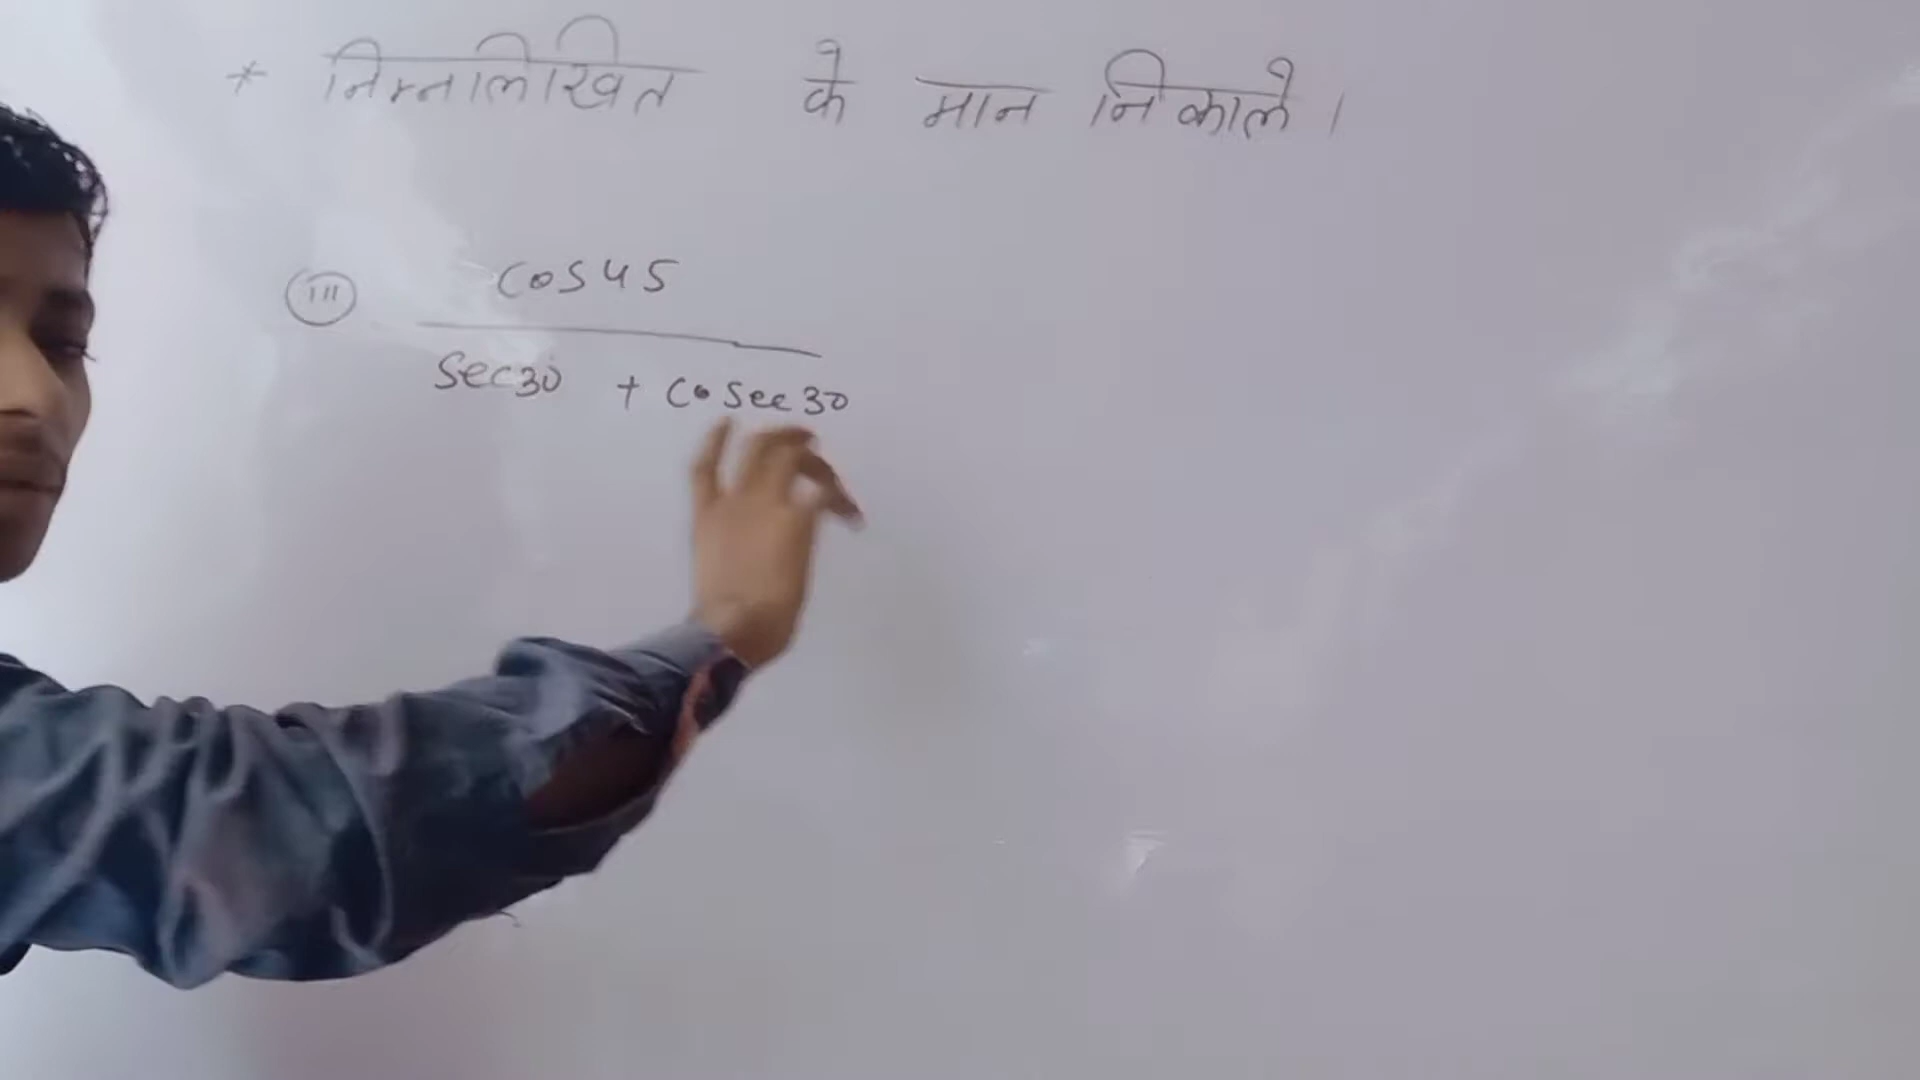 * निम्नलिखित के मान निकाले।
(III) cos 45
sec 30 + cosec 30